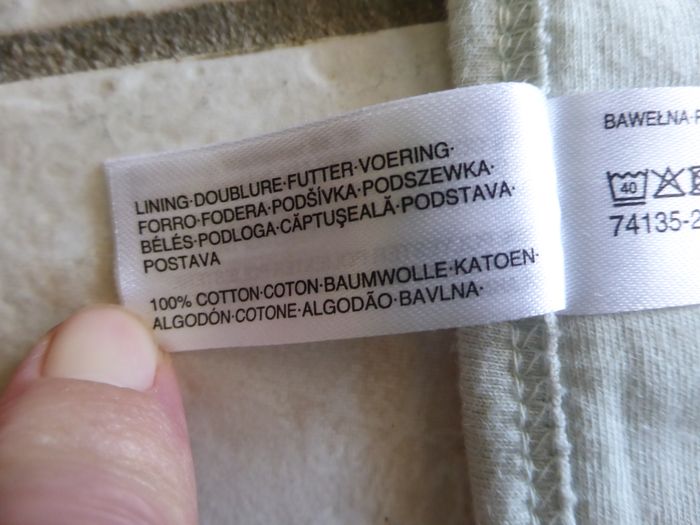 LINING·DOUBLURE·FUTTER·VOERING·
FORRO·FODERA·PODŠÍVKA·PODSZEWKA·
BÉLÉS·PODLOGA·CĂPTUŞEALĂ·PODSTAVA·
POSTAVA
100% COTTON·COTON·BAUMWOLLE·KATOEN·
ALGODÓN·COTONE·ALGODÃO·BAVLNA·
BAWEŁNA·
40
74135-2